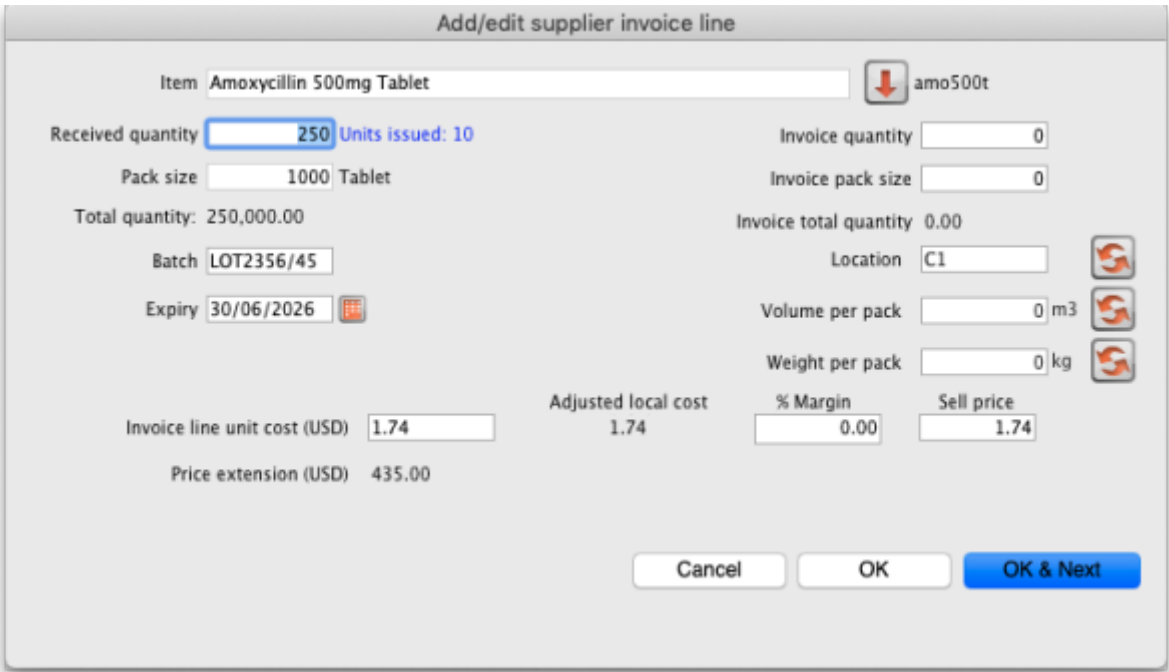 Add/edit supplier invoice line
Item Amoxycillin 500mg Tablet amo500t
Received quantity 250 Units issued: 10 Invoice quantity 0
Pack size 1000 Tablet Invoice pack size 0
Total quantity: 250,000.00 Invoice total quantity 0.00
Batch LOT2356/45 Location C1
Expiry 30/06/2026 Volume per pack 0 m3
Weight per pack 0 kg
Adjusted local cost % Margin Sell price
Invoice line unit cost (USD) 1.74 1.74 0.00 1.74
Price extension (USD) 435.00
Cancel OK OK & Next